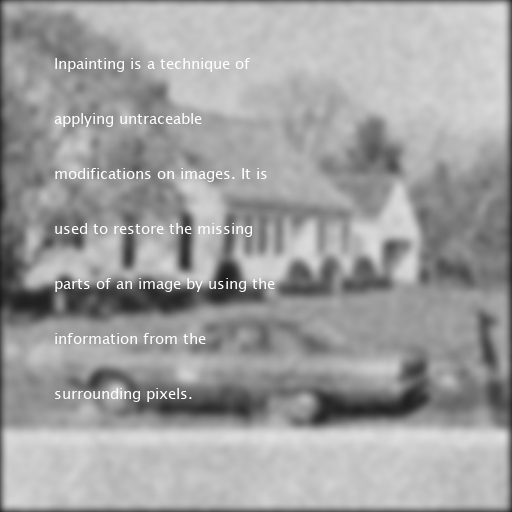 Inpainting is a technique of
applying untraceable
modifications on images. It is
used to restore the missing
parts of an image by using the
information from the
surrounding pixels.